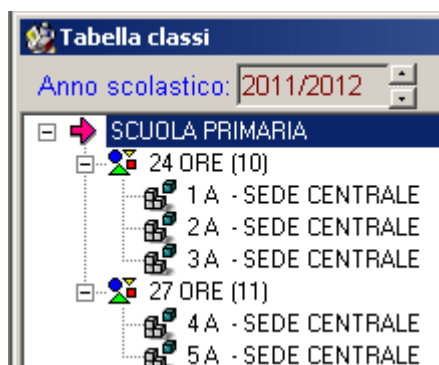 Tabella classi
Anno scolastico: 2011/2012
SCUOLA PRIMARIA
24 ORE (10)
1 A - SEDE CENTRALE
2 A - SEDE CENTRALE
3 A - SEDE CENTRALE
27 ORE (11)
4 A - SEDE CENTRALE
5 A - SEDE CENTRALE